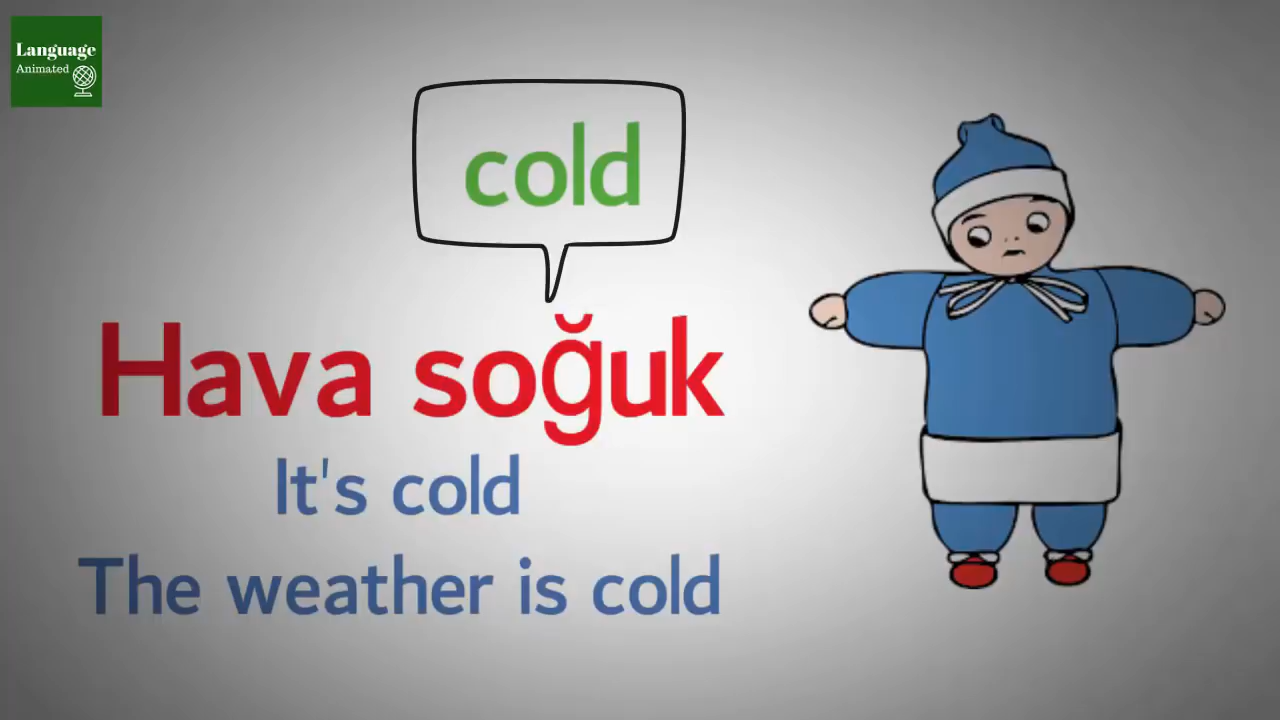 Language
Animated
cold
Hava soğuk
It's cold
The weather is cold